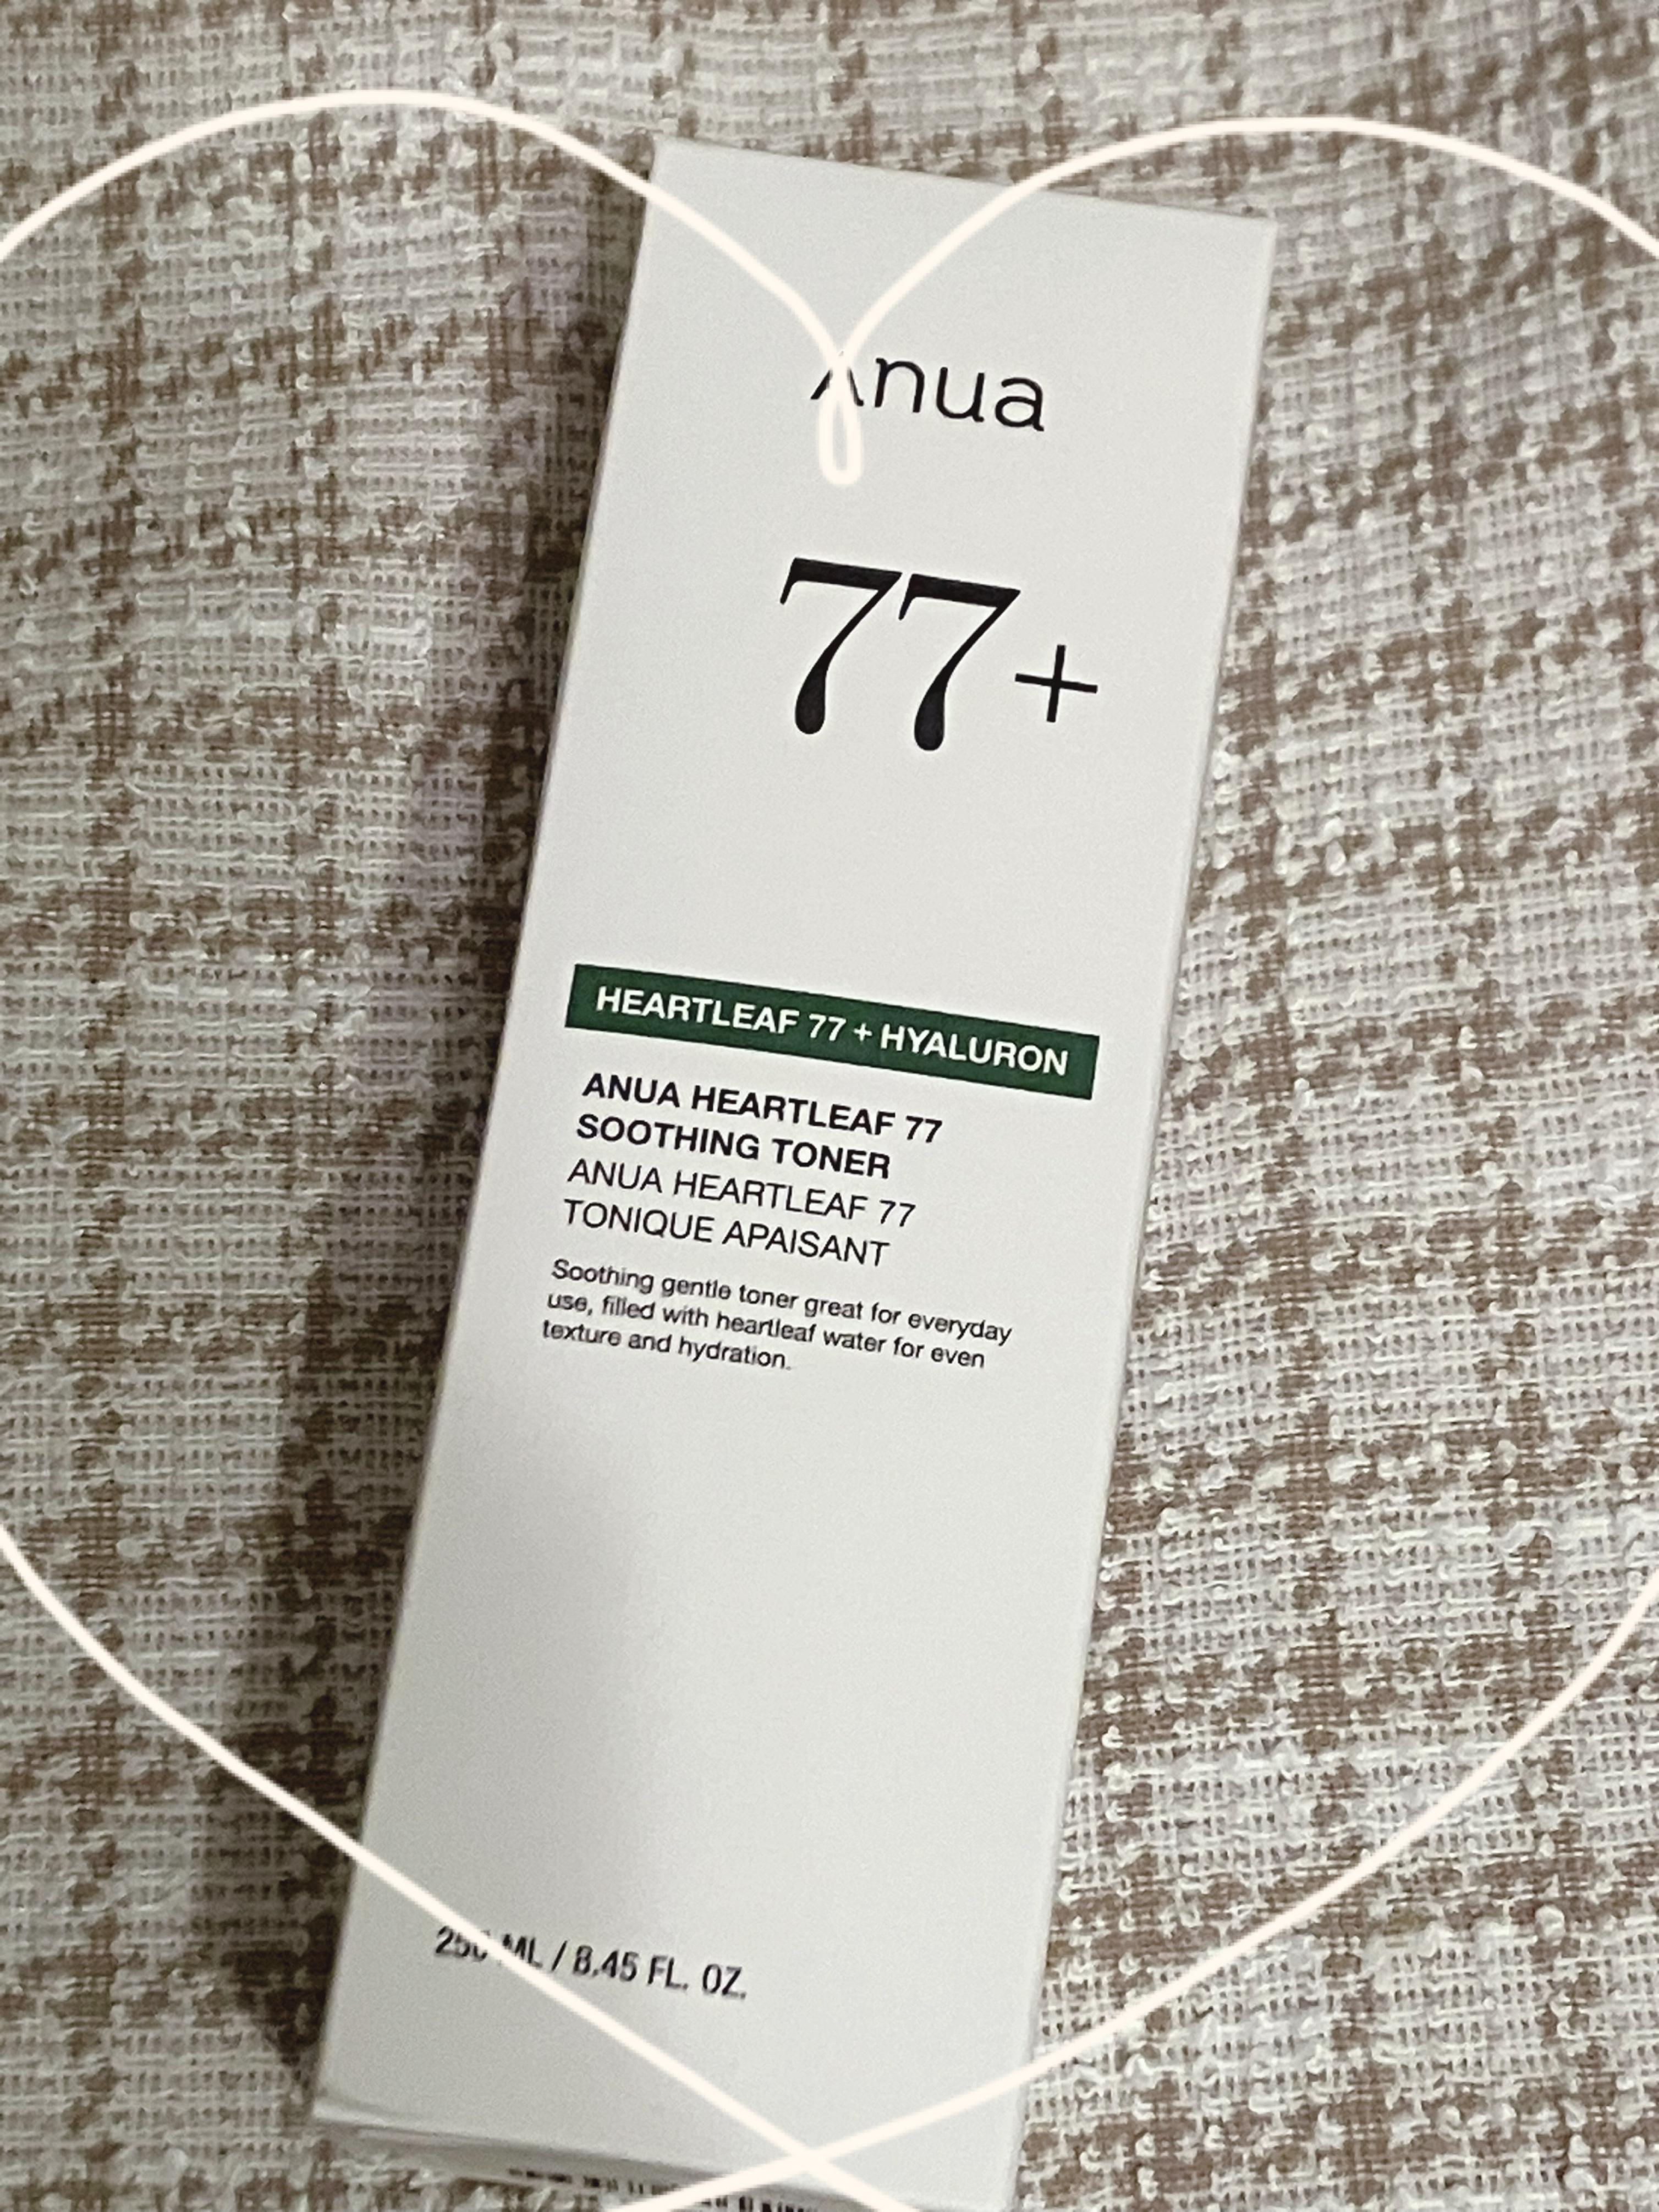 Anua
77+
HEARTLEAF 77 + HYALURON
ANUA HEARTLEAF 77
SOOTHING TONER
ANUA HEARTLEAF 77
TONIQUE APAISANT
Soothing gentle toner great for everyday
use, filled with heartleaf water for even
texture and hydration.
250 ML / 8.45 FL. OZ.